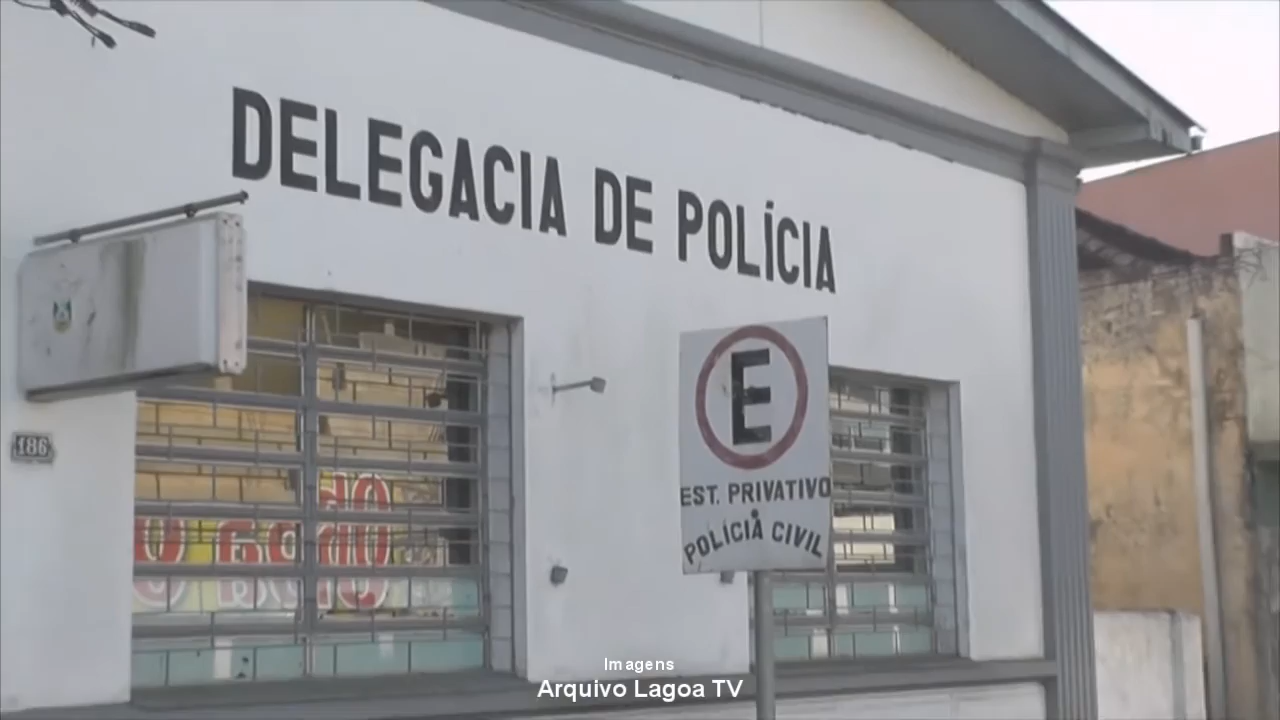 DELEGACIA DE POLÍCIA
186
E
EST. PRIVATIVO
POLÍCIA CIVIL
Imagens
Arquivo Lagoa TV